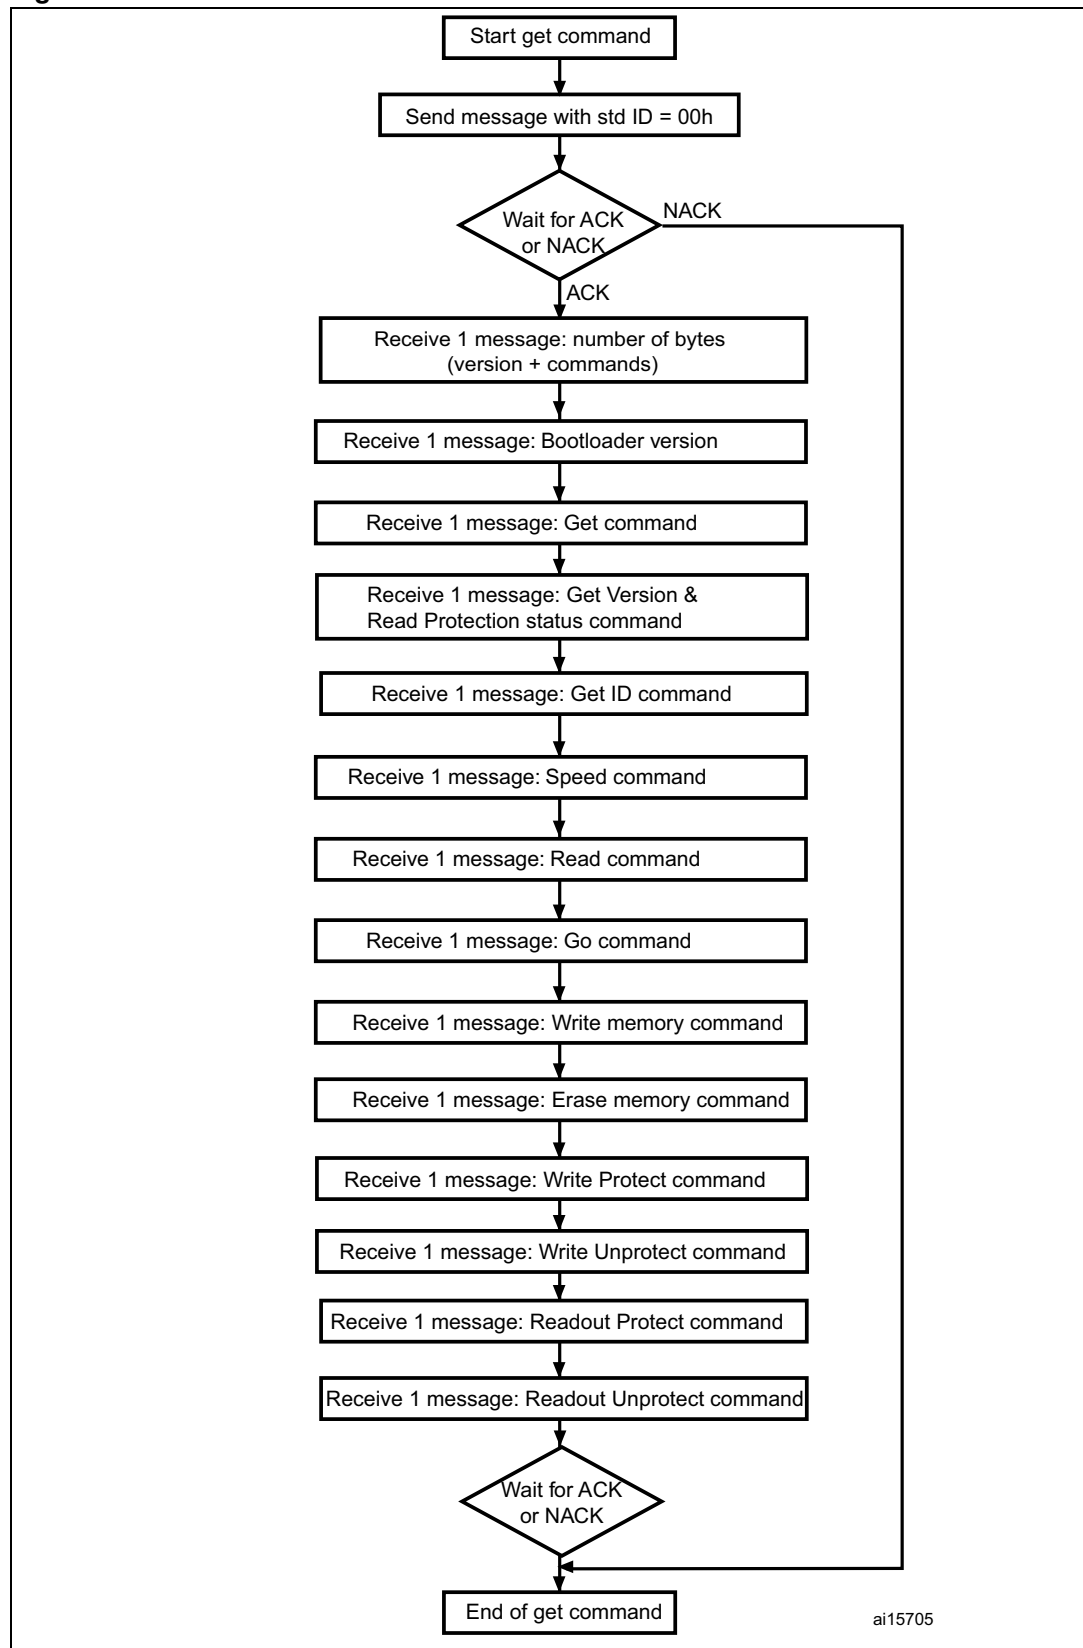 Start get command
Send message with std ID = 00h
Wait for ACK
or NACK
NACK
ACK
Receive 1 message: number of bytes
(version + commands)
Receive 1 message: Bootloader version
Receive 1 message: Get command
Receive 1 message: Get Version &
Read Protection status command
Receive 1 message: Get ID command
Receive 1 message: Speed command
Receive 1 message: Read command
Receive 1 message: Go command
Receive 1 message: Write memory command
Receive 1 message: Erase memory command
Receive 1 message: Write Protect command
Receive 1 message: Write Unprotect command
Receive 1 message: Readout Protect command
Receive 1 message: Readout Unprotect command
Wait for ACK
or NACK
End of get command
ai15705